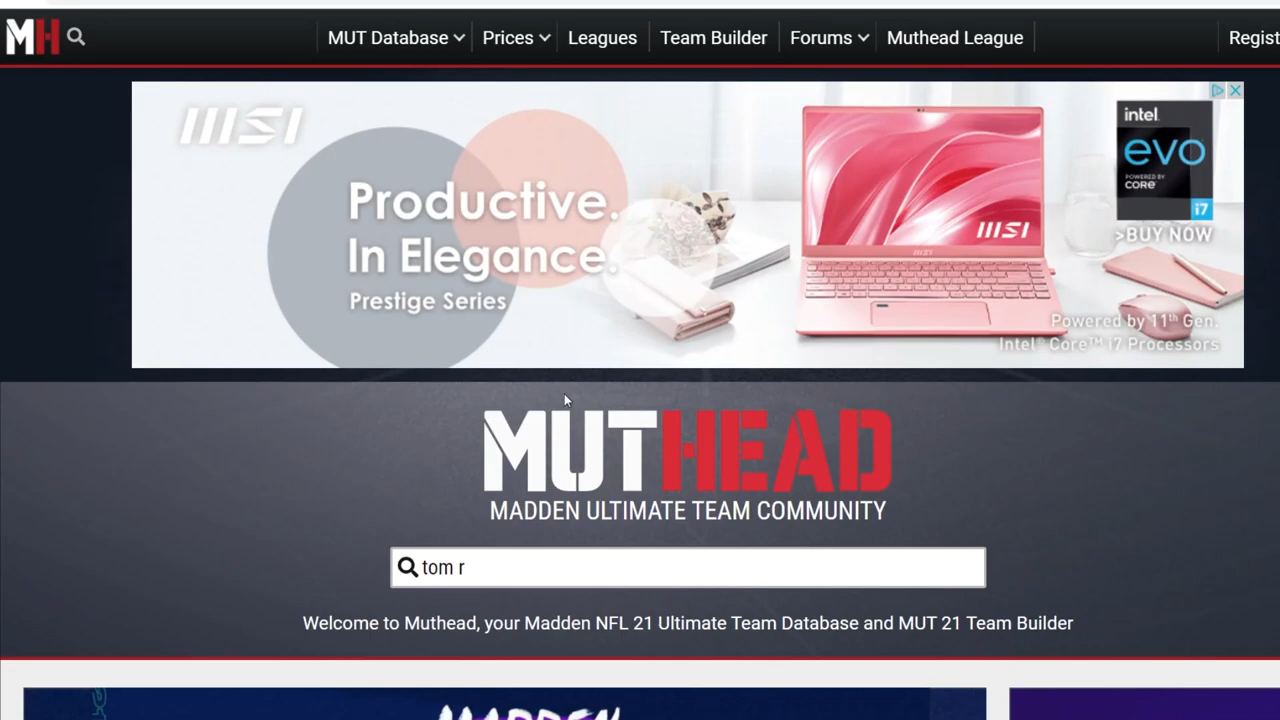 MH
MUT Database
Prices
Leagues
Team Builder
Forums
Muthead League
Regist
msi
Productive.
In Elegance.
Prestige Series
msi
msi
intel
evo
POWERED BY
CORE
i7
>BUY NOW
Powered by 11th Gen.
Intel® Core™ i7 Processors
MUTHEAD
MADDEN ULTIMATE TEAM COMMUNITY
tom r
Welcome to Muthead, your Madden NFL 21 Ultimate Team Database and MUT 21 Team Builder
MADDEN